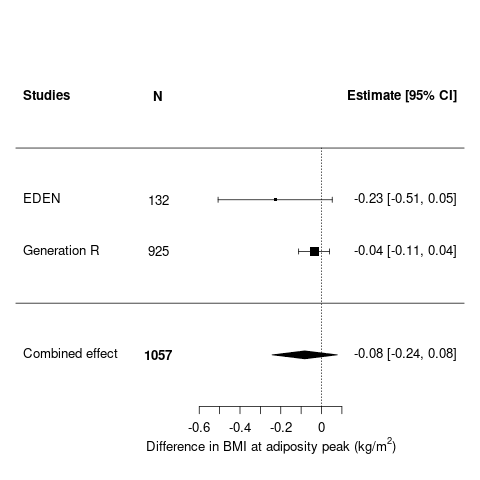 Studies N Estimate [95% CI]
EDEN 132 -0.23 [-0.51, 0.05]
Generation R 925 -0.04 [-0.11, 0.04]
Combined effect 1057 -0.08 [-0.24, 0.08]
-0.6 -0.4 -0.2 0
Difference in BMI at adiposity peak (kg/m²)